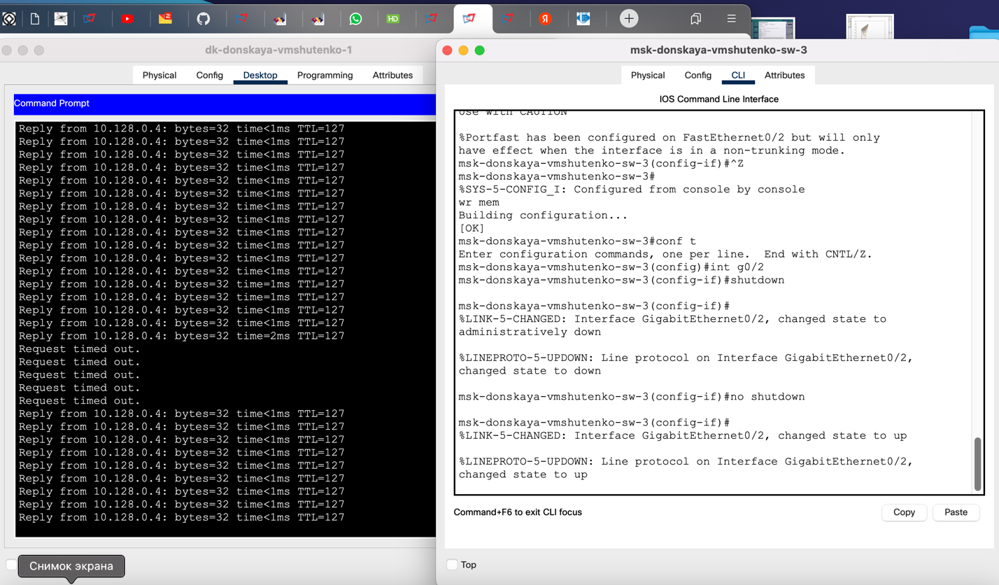 2
HD
Я
dk-donskaya-vmshutenko-1
Physical Config Desktop Programming Attributes
Command Prompt
Reply from 10.128.0.4: bytes=32 time<1ms TTL=127
Reply from 10.128.0.4: bytes=32 time<1ms TTL=127
Reply from 10.128.0.4: bytes=32 time<1ms TTL=127
Reply from 10.128.0.4: bytes=32 time<1ms TTL=127
Reply from 10.128.0.4: bytes=32 time<1ms TTL=127
Reply from 10.128.0.4: bytes=32 time<1ms TTL=127
Reply from 10.128.0.4: bytes=32 time<1ms TTL=127
Reply from 10.128.0.4: bytes=32 time<1ms TTL=127
Reply from 10.128.0.4: bytes=32 time<1ms TTL=127
Reply from 10.128.0.4: bytes=32 time<1ms TTL=127
Reply from 10.128.0.4: bytes=32 time<1ms TTL=127
Reply from 10.128.0.4: bytes=32 time<1ms TTL=127
Reply from 10.128.0.4: bytes=32 time=1ms TTL=127
Reply from 10.128.0.4: bytes=32 time=1ms TTL=127
Reply from 10.128.0.4: bytes=32 time<1ms TTL=127
Reply from 10.128.0.4: bytes=32 time<1ms TTL=127
Reply from 10.128.0.4: bytes=32 time=2ms TTL=127
Request timed out.
Request timed out.
Request timed out.
Request timed out.
Request timed out.
Reply from 10.128.0.4: bytes=32 time<1ms TTL=127
Reply from 10.128.0.4: bytes=32 time<1ms TTL=127
Reply from 10.128.0.4: bytes=32 time<1ms TTL=127
Reply from 10.128.0.4: bytes=32 time<1ms TTL=127
Reply from 10.128.0.4: bytes=32 time<1ms TTL=127
Reply from 10.128.0.4: bytes=32 time<1ms TTL=127
Reply from 10.128.0.4: bytes=32 time<1ms TTL=127
Reply from 10.128.0.4: bytes=32 time<1ms TTL=127
Reply from 10.128.0.4: bytes=32 time<1ms TTL=127
Снимок экрана
msk-donskaya-vmshutenko-sw-3
Physical Config CLI Attributes
IOS Command Line Interface
Use with CAUTION
%Portfast has been configured on FastEthernet0/2 but will only
have effect when the interface is in a non-trunking mode.
msk-donskaya-vmshutenko-sw-3(config-if)#^Z
msk-donskaya-vmshutenko-sw-3#
%SYS-5-CONFIG_I: Configured from console by console
wr mem
Building configuration...
[OK]
msk-donskaya-vmshutenko-sw-3#conf t
Enter configuration commands, one per line.  End with CNTL/Z.
msk-donskaya-vmshutenko-sw-3(config)#int g0/2
msk-donskaya-vmshutenko-sw-3(config-if)#shutdown
msk-donskaya-vmshutenko-sw-3(config-if)#
%LINK-5-CHANGED: Interface GigabitEthernet0/2, changed state to
administratively down
%LINEPROTO-5-UPDOWN: Line protocol on Interface GigabitEthernet0/2,
changed state to down
msk-donskaya-vmshutenko-sw-3(config-if)#no shutdown
msk-donskaya-vmshutenko-sw-3(config-if)#
%LINK-5-CHANGED: Interface GigabitEthernet0/2, changed state to up
%LINEPROTO-5-UPDOWN: Line protocol on Interface GigabitEthernet0/2,
changed state to up
Command+F6 to exit CLI focus
Copy Paste
Top